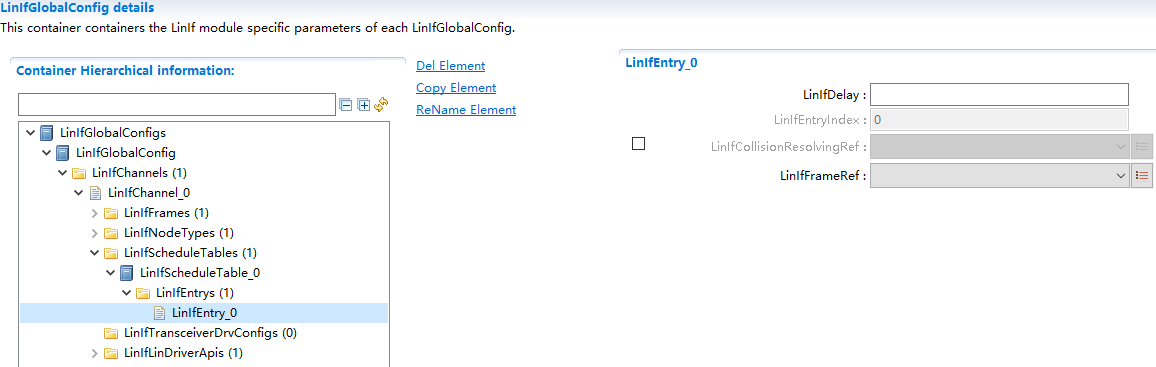 LinIfGlobalConfig details
This container containers the LinIf module specific parameters of each LinIfGlobalConfig.
Container Hierarchical information:
Del Element
Copy Element
ReName Element
LinIfGlobalConfigs
LinIfGlobalConfig
LinIfChannels (1)
LinIfChannel_0
LinIfFrames (1)
LinIfNodeTypes (1)
LinIfScheduleTables (1)
LinIfScheduleTable_0
LinIfEntrys (1)
LinIfEntry_0
LinIfTransceiverDrvConfigs (0)
LinIfLinDriverApis (1)
LinIfEntry_0
LinIfDelay :
LinIfEntryIndex : 0
LinIfCollisionResolvingRef :
LinIfFrameRef :